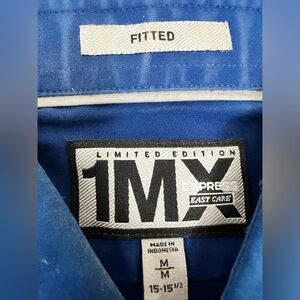 FITTED
LIMITED EDITION
1MX
EXPRESS
EASY CARE
MADE IN
INDONESIA
M
M
15-15 1/2